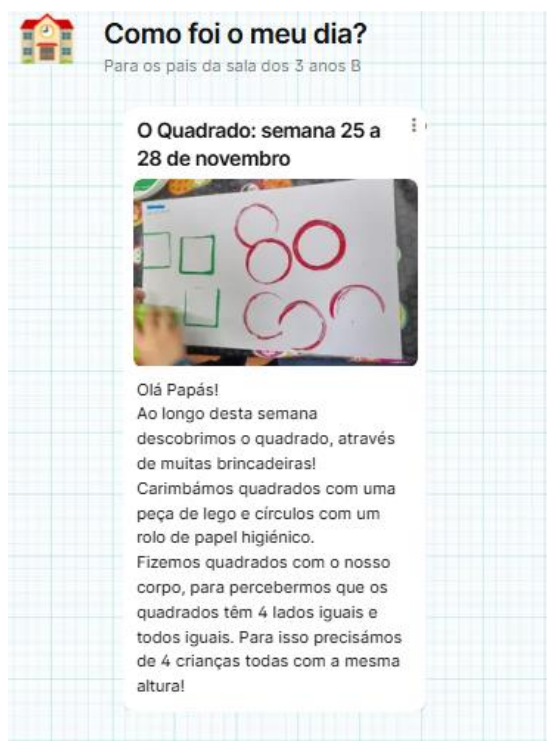 Como foi o meu dia?
Para os pais da sala dos 3 anos B
O Quadrado: semana 25 a
28 de novembro
Olá Papás!
Ao longo desta semana
descobrimos o quadrado, através
de muitas brincadeiras!
Carimbámos quadrados com uma
peça de lego e círculos com um
rolo de papel higiénico.
Fizemos quadrados com o nosso
corpo, para percebermos que os
quadrados têm 4 lados iguais e
todos iguais. Para isso precisámos
de 4 crianças todas com a mesma
altura!